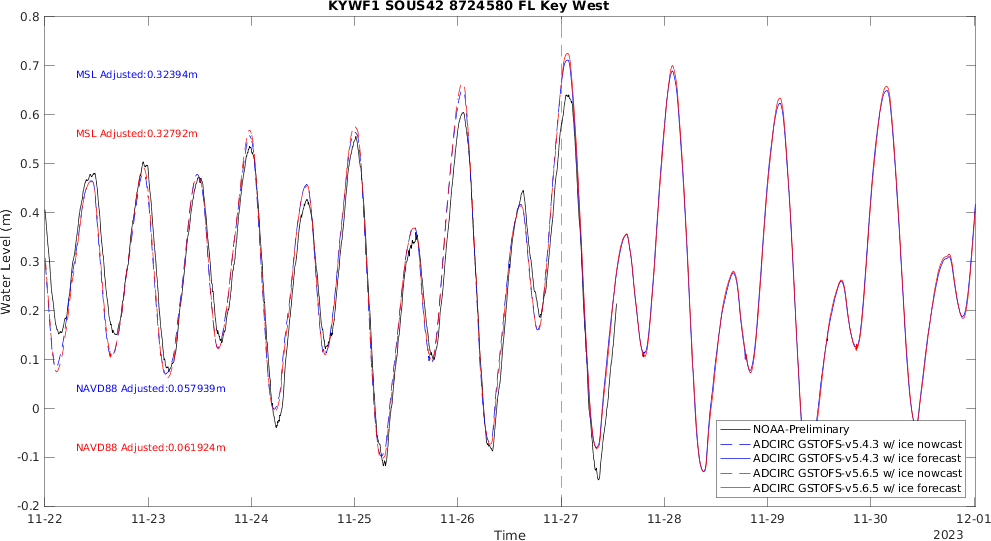 KYWF1 SOUS42 8724580 FL Key West
0.8
0.7
0.6
0.5
0.4
0.3
0.2
0.1
0
-0.1
-0.2
Water Level (m)
MSL Adjusted:0.32394m
MSL Adjusted:0.32792m
NAVD88 Adjusted:0.057939m
NAVD88 Adjusted:0.061924m
NOAA-Preliminary
ADCIRC GSTOFS-v5.4.3 w/ ice nowcast
ADCIRC GSTOFS-v5.4.3 w/ ice forecast
ADCIRC GSTOFS-v5.6.5 w/ ice nowcast
ADCIRC GSTOFS-v5.6.5 w/ ice forecast
11-22 11-23 11-24 11-25 11-26 11-27 11-28 11-29 11-30 12-01
Time
2023